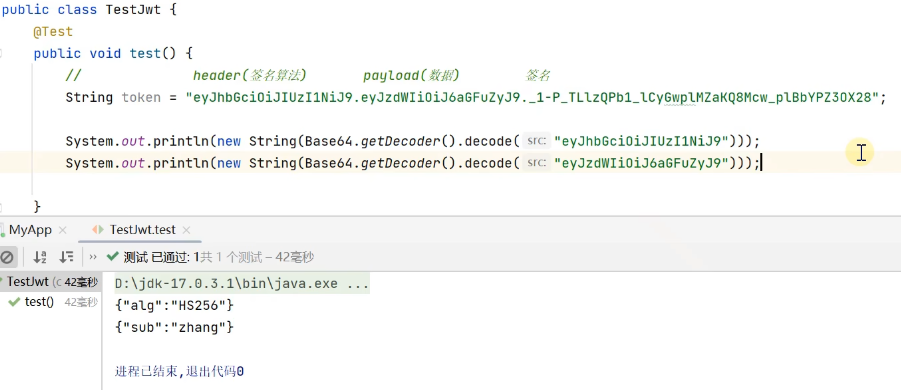 public class TestJwt {
@Test
public void test() {
// header(签名算法) payload(数据) 签名
String token = "eyJhbGciOiJIUzI1NiJ9.eyJzdWIiOiJ6aGFuZyJ9._1-P_TLlzQPb1_lCyGwplMZaKQ8Mcw_plBbYPZ3OX28";
System.out.println(new String(Base64.getDecoder().decode( src: "eyJhbGciOiJIUzI1NiJ9")));
System.out.println(new String(Base64.getDecoder().decode( src: "eyJzdWIiOiJ6aGFuZyJ9")));
}
MyApp × TestJwt.test ×
›› 测试 已通过: 1共 1 个测试 – 42毫秒
TestJwt (c 42毫秒 D:\jdk-17.0.3.1\bin\java.exe ...
test() 42毫秒 {"alg":"HS256"}
{"sub":"zhang"}
进程已结束,退出代码0